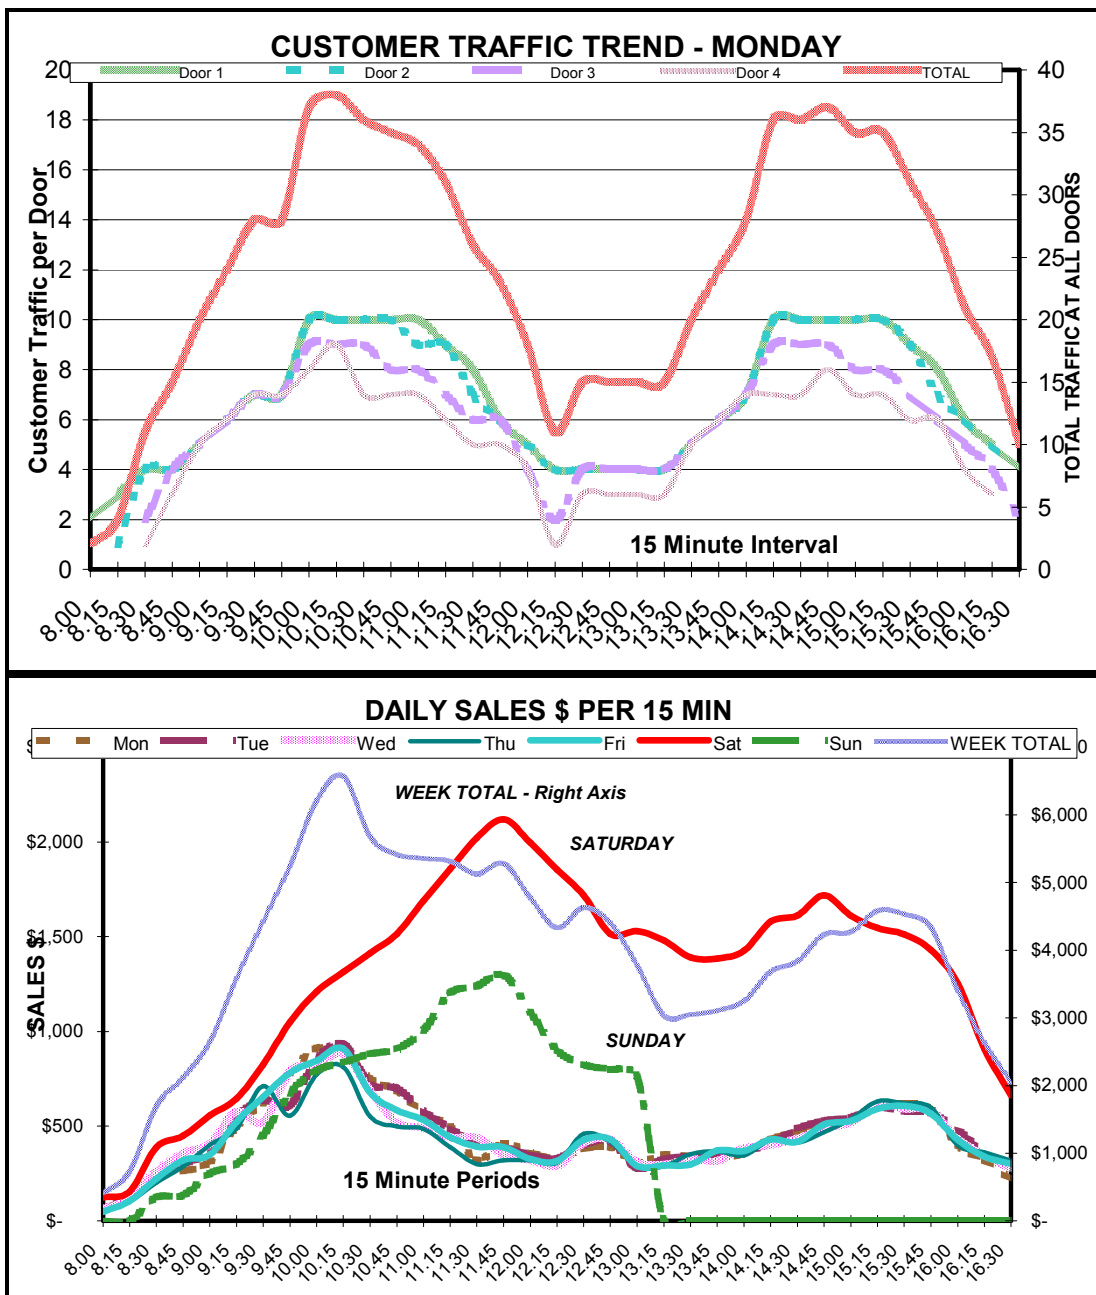 CUSTOMER TRAFFIC TREND - MONDAY
Door 1 Door 2 Door 3 Door 4 TOTAL
Customer Traffic per Door
20
18
16
14
12
10
8
6
4
2
0
40
35
30
25
20
15
10
5
0
TOTAL TRAFFIC AT ALL DOORS
15 Minute Interval
8.00 8.15 8.30 8.45 9.00 9.15 9.30 9.45 10.00 10.15 10.30 10.45 11.00 11.15 11.30 11.45 12.00 12.15 12.30 12.45 13.00 13.15 13.30 13.45 14.00 14.15 14.30 14.45 15.00 15.15 15.30 15.45 16.00 16.15 16.30
DAILY SALES $ PER 15 MIN
Mon Tue Wed Thu Fri Sat Sun WEEK TOTAL
WEEK TOTAL - Right Axis
SATURDAY
SUNDAY
15 Minute Periods
SALES $
$2,000
$1,500
$1,000
$500
$-
$6,000
$5,000
$4,000
$3,000
$2,000
$1,000
$-
8.00 8.15 8.30 8.45 9.00 9.15 9.30 9.45 10.00 10.15 10.30 10.45 11.00 11.15 11.30 11.45 12.00 12.15 12.30 12.45 13.00 13.15 13.30 13.45 14.00 14.15 14.30 14.45 15.00 15.15 15.30 15.45 16.00 16.15 16.30